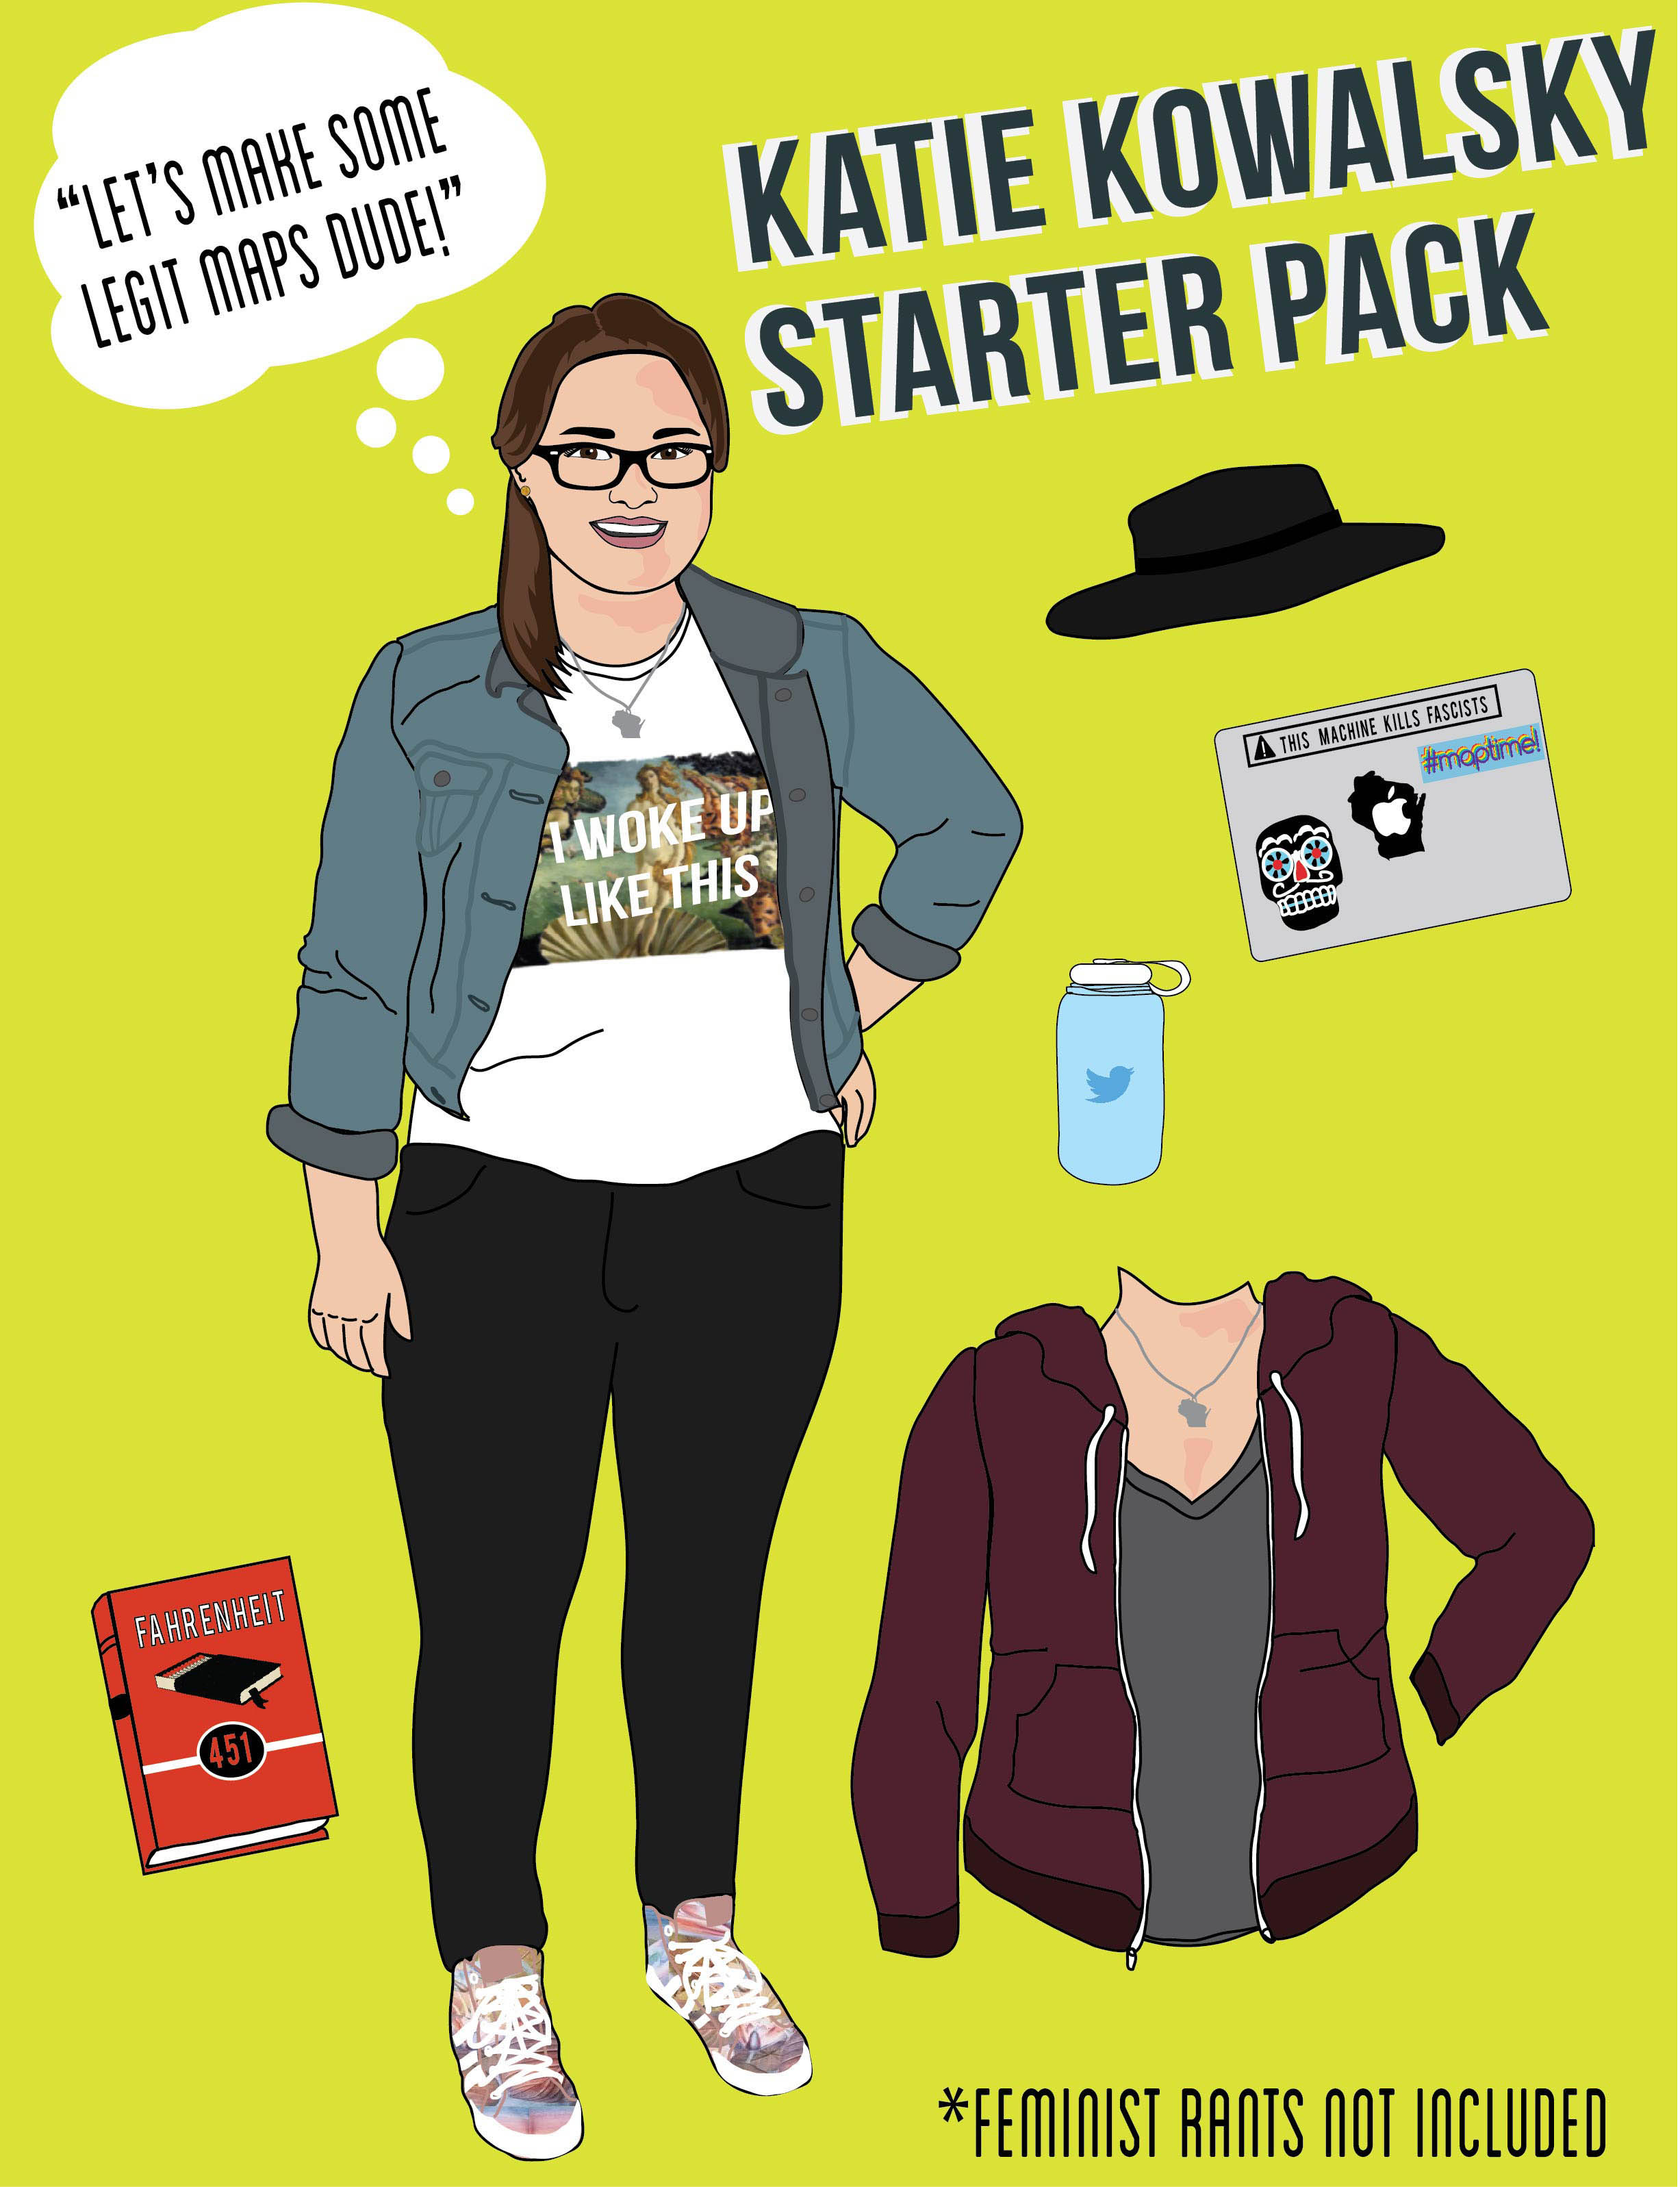 “LET’S MAKE SOME
LEGIT MAPS DUDE!”
KATIE KOWALSKY
STARTER PACK
THIS MACHINE KILLS FASCISTS
#maptime!
I WOKE UP
LIKE THIS
FAHRENHEIT
451
*FEMINIST RANTS NOT INCLUDED